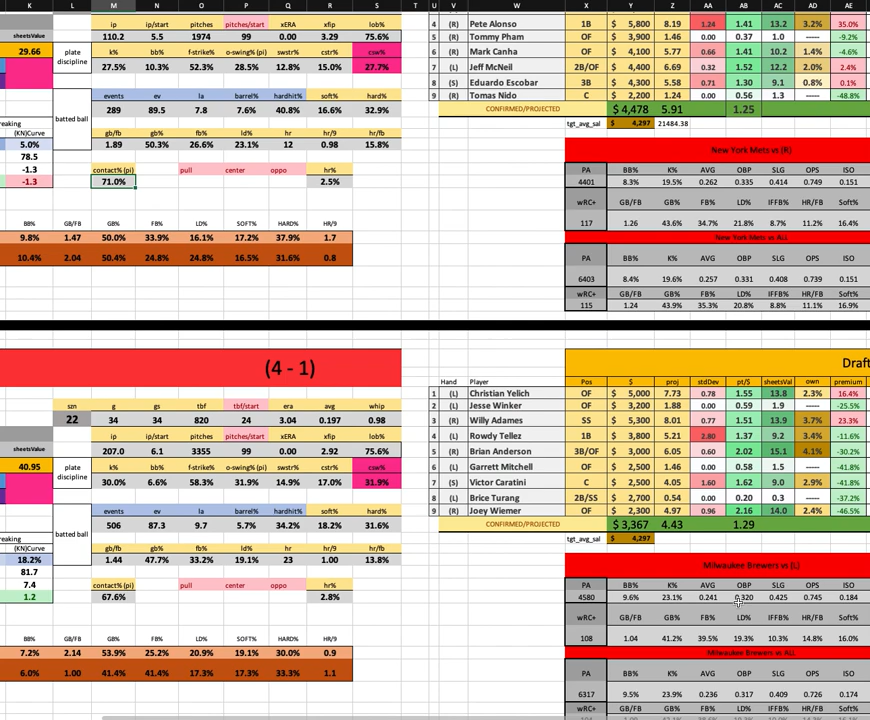 K L M N O P Q R S T U V W X Y Z AA AB AC AD AE
ip ip/start pitches pitches/start xERA xfip lob% 4 (R) Pete Alonso 1B $ 5,800 8.19 1.24 1.41 13.2 3.2% 35.0%
sheetsValue 110.2 5.5 1974 99 0.00 3.29 75.6% 5 (R) Tommy Pham OF $ 3,900 1.46 0.00 0.37 1.0 ----- -9.2%
29.66 plate discipline k% bb% f-strike% o-swing% (pi) swstr% cstr% csw% 6 (R) Mark Canha OF $ 4,100 5.77 0.66 1.41 10.2 1.4% -4.6%
27.5% 10.3% 52.3% 28.5% 12.8% 15.0% 27.7% 7 (L) Jeff McNeil 2B/OF $ 4,400 6.69 0.32 1.52 12.2 2.0% 2.4%
8 (S) Eduardo Escobar 3B $ 4,300 5.58 0.71 1.30 9.1 0.8% 0.1%
events ev la barrel% hardhit% soft% hard% 9 (R) Tomas Nido C $ 2,200 1.24 0.00 0.56 1.3 ----- -48.8%
289 89.5 7.8 7.6% 40.8% 16.6% 32.9% CONFIRMED/PROJECTED $ 4,478 5.91 1.25
reaking batted ball tgt_avg_sal $ 4,297 21484.38
(KN)Curve gb/fb gb% fb% ld% hr hr/9 hr/fb
5.0% 1.89 50.3% 26.6% 23.1% 12 0.98 15.8% New York Mets vs (R)
78.5
-1.3 contact% (pi) pull center oppo hr% PA BB% K% AVG OBP SLG OPS ISO
-1.3 71.0% 2.5% 4401 8.3% 19.5% 0.262 0.335 0.414 0.749 0.151
wRC+ GB/FB GB% FB% LD% IFFB% HR/FB Soft%
BB% GB/FB GB% FB% LD% SOFT% HARD% HR/9 117 1.26 43.6% 34.7% 21.8% 8.7% 11.2% 16.4%
9.8% 1.47 50.0% 33.9% 16.1% 17.2% 37.9% 1.7 New York Mets vs ALL
10.4% 2.04 50.4% 24.8% 24.8% 16.5% 31.6% 0.8 PA BB% K% AVG OBP SLG OPS ISO
6403 8.4% 19.6% 0.257 0.331 0.408 0.739 0.151
wRC+ GB/FB GB% FB% LD% IFFB% HR/FB Soft%
115 1.24 43.9% 35.3% 20.8% 8.8% 11.1% 16.9%
(4 - 1) Draft
szn g gs tbf tbf/start era avg whip Hand Player Pos $ proj stdDev pt/$ sheetsVal own premium
22 34 34 820 24 3.04 0.197 0.98 1 (L) Christian Yelich OF $ 5,000 7.73 0.78 1.55 13.8 2.3% 16.4%
2 (L) Jesse Winker OF $ 3,200 1.88 0.00 0.59 1.9 ----- -25.5%
ip ip/start pitches pitches/start xERA xfip lob% 3 (R) Willy Adames SS $ 5,300 8.01 0.77 1.51 13.9 3.7% 23.3%
sheetsValue 207.0 6.1 3355 99 0.00 2.92 75.6% 4 (L) Rowdy Tellez 1B $ 3,800 5.21 2.80 1.37 9.2 3.4% -11.6%
40.95 plate discipline k% bb% f-strike% o-swing% (pi) swstr% cstr% csw% 5 (R) Brian Anderson 3B/OF $ 3,000 6.05 0.60 2.02 15.1 4.1% -30.2%
30.0% 6.6% 58.3% 31.9% 14.9% 17.0% 31.9% 6 (L) Garrett Mitchell OF $ 2,500 1.46 0.00 0.58 1.5 ----- -41.8%
7 (S) Victor Caratini C $ 2,500 4.05 1.60 1.62 9.0 2.9% -41.8%
events ev la barrel% hardhit% soft% hard% 8 (L) Brice Turang 2B/SS $ 2,700 0.54 0.00 0.20 0.3 ----- -37.2%
506 87.3 9.7 5.7% 34.2% 18.2% 31.6% 9 (R) Joey Wiemer OF $ 2,300 4.97 0.96 2.16 14.0 2.4% -46.5%
reaking batted ball CONFIRMED/PROJECTED $ 3,367 4.43 1.29
(KN)Curve gb/fb gb% fb% ld% hr hr/9 hr/fb tgt_avg_sal $ 4,297
18.2% 1.44 47.7% 33.2% 19.1% 23 1.00 13.8%
81.7 Milwaukee Brewers vs (L)
7.4 contact% (pi) pull center oppo hr% PA BB% K% AVG OBP SLG OPS ISO
1.2 67.6% 2.8% 4580 9.6% 23.1% 0.241 0.320 0.425 0.745 0.184
wRC+ GB/FB GB% FB% LD% IFFB% HR/FB Soft%
BB% GB/FB GB% FB% LD% SOFT% HARD% HR/9 108 1.04 41.2% 39.5% 19.3% 10.3% 14.8% 16.0%
7.2% 2.14 53.9% 25.2% 20.9% 19.1% 30.0% 0.9 Milwaukee Brewers vs ALL
6.0% 1.00 41.4% 41.4% 17.3% 17.3% 33.3% 1.1 PA BB% K% AVG OBP SLG OPS ISO
6317 9.5% 23.9% 0.236 0.317 0.409 0.726 0.174
wRC+ GB/FB GB% FB% LD% IFFB% HR/FB Soft%